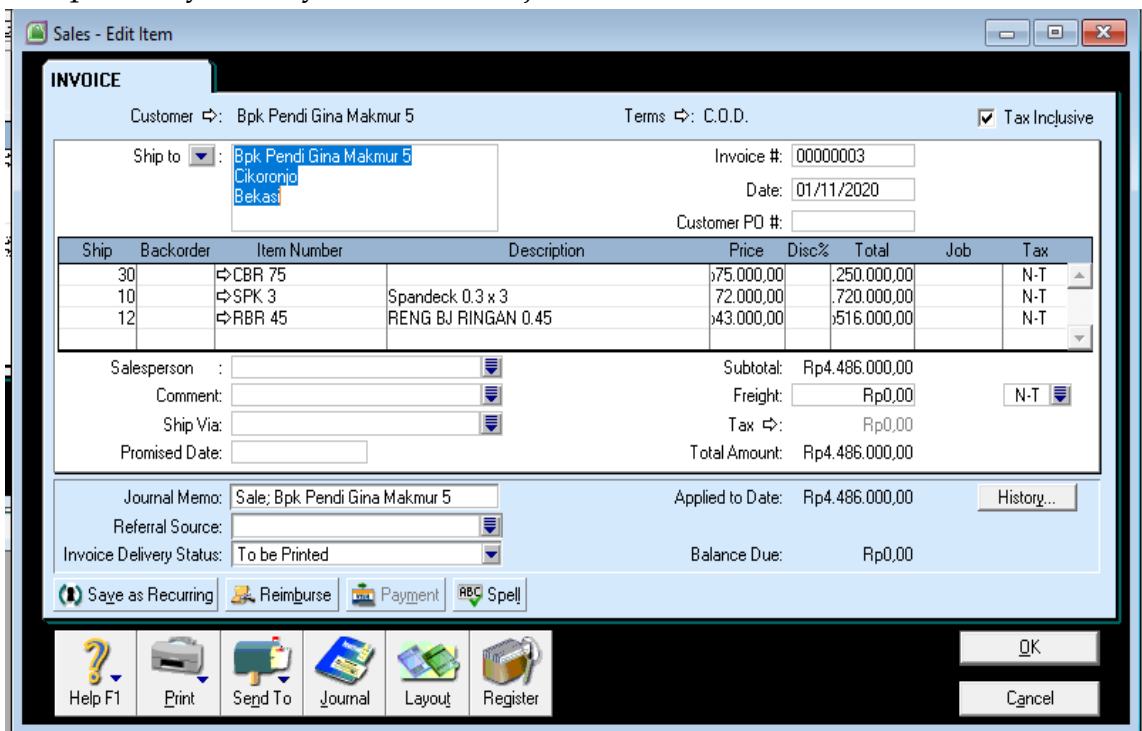 Sales - Edit Item
INVOICE
Customer ⇨: Bpk Pendi Gina Makmur 5 Terms ⇨: C.O.D. Tax Inclusive
Ship to : Bpk Pendi Gina Makmur 5
Cikoronjo
Bekasi
Invoice #: 00000003
Date: 01/11/2020
Customer PO #:
Ship Backorder Item Number Description Price Disc% Total Job Tax
30 ⇨CBR 75 75.000,00 .250.000,00 N-T
10 ⇨SPK 3 Spandeck 0.3 x 3 72.000,00 .720.000,00 N-T
12 ⇨RBR 45 RENG BJ RINGAN 0.45 43.000,00 516.000,00 N-T
Salesperson : Subtotal: Rp4.486.000,00
Comment: Freight: Rp0,00 N-T
Ship Via: Tax ⇨: Rp0,00
Promised Date: Total Amount: Rp4.486.000,00
Journal Memo: Sale; Bpk Pendi Gina Makmur 5 Applied to Date: Rp4.486.000,00 History...
Referral Source:
Invoice Delivery Status: To be Printed Balance Due: Rp0,00
Save as Recurring Reimburse Payment ABC Spell
Help F1 Print Send To Journal Layout Register
OK
Cancel